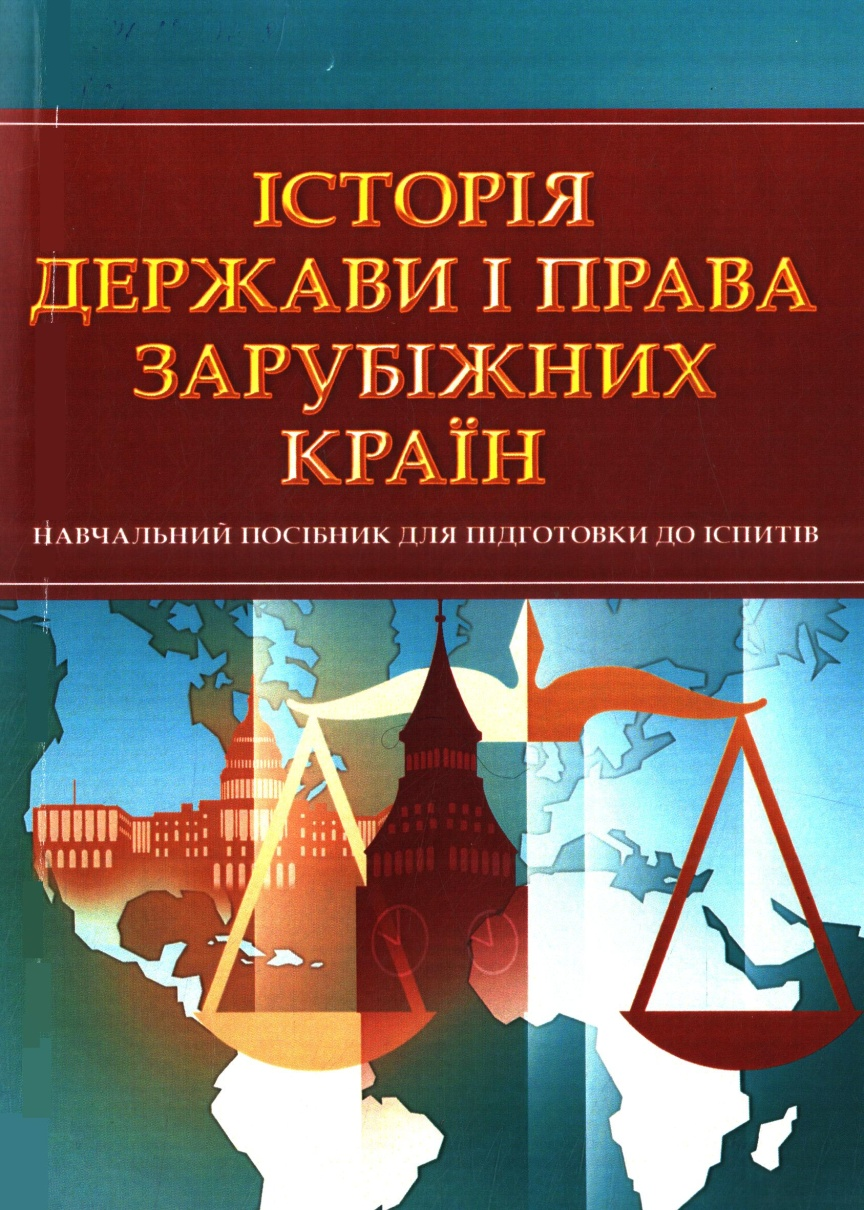 ІСТОРІЯ
ДЕРЖАВИ І ПРАВА
ЗАРУБІЖНИХ
КРАЇН
НАВЧАЛЬНИЙ ПОСІБНИК ДЛЯ ПІДГОТОВКИ ДО ІСПИТІВ